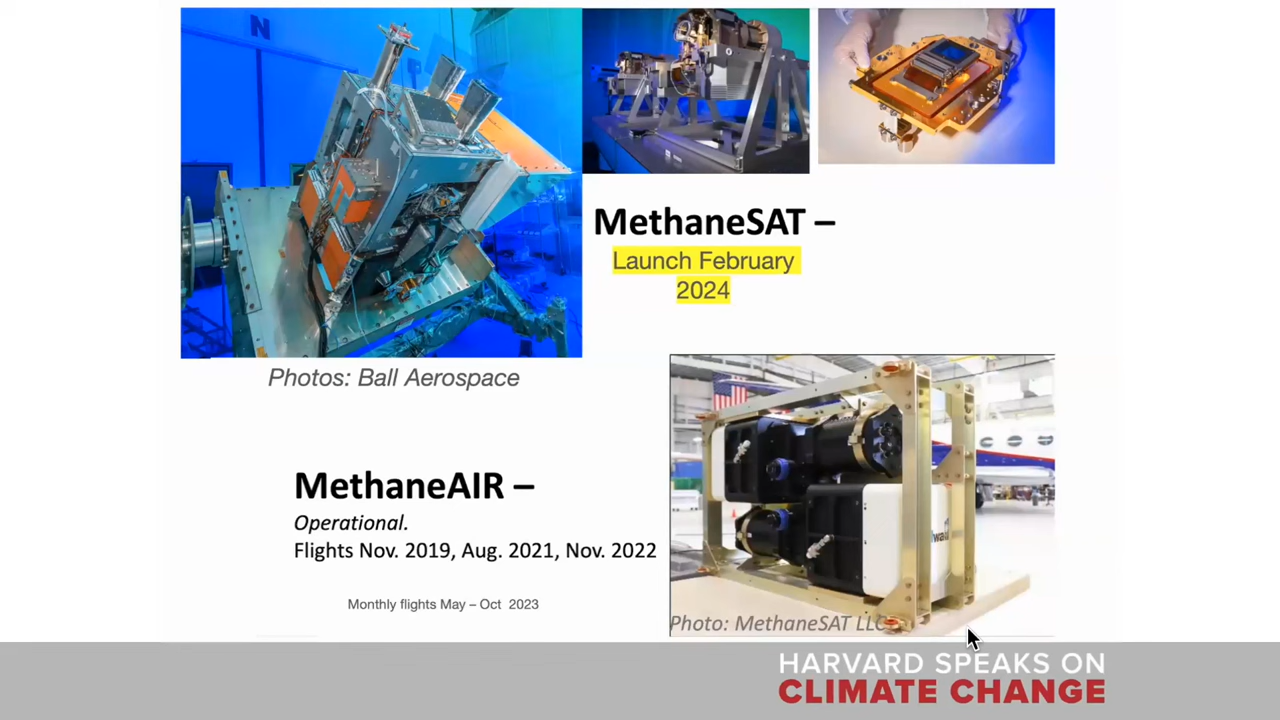 N
MethaneSAT –
Launch February
2024
Photos: Ball Aerospace
MethaneAIR –
Operational.
Flights Nov. 2019, Aug. 2021, Nov. 2022
Monthly flights May – Oct 2023
Photo: MethaneSAT LLC
HARVARD SPEAKS ON
CLIMATE CHANGE